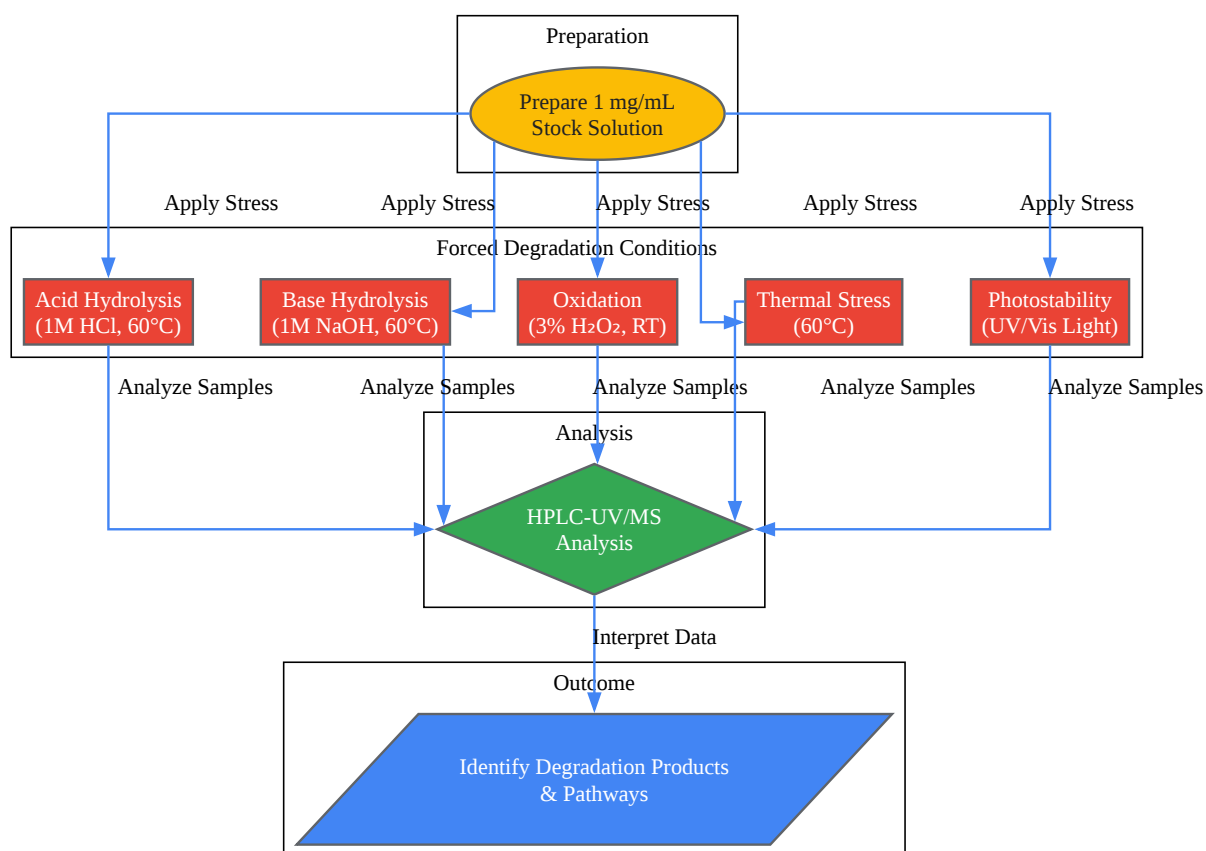 Preparation
Prepare 1 mg/mL
Stock Solution
Apply Stress
Apply Stress
Apply Stress
Apply Stress
Apply Stress
Forced Degradation Conditions
Acid Hydrolysis
(1M HCl, 60°C)
Base Hydrolysis
(1M NaOH, 60°C)
Oxidation
(3% H₂O₂, RT)
Thermal Stress
(60°C)
Photostability
(UV/Vis Light)
Analyze Samples
Analyze Samples
Analyze Samples
Analyze Samples
Analyze Samples
Analysis
HPLC-UV/MS
Analysis
Interpret Data
Outcome
Identify Degradation Products
& Pathways